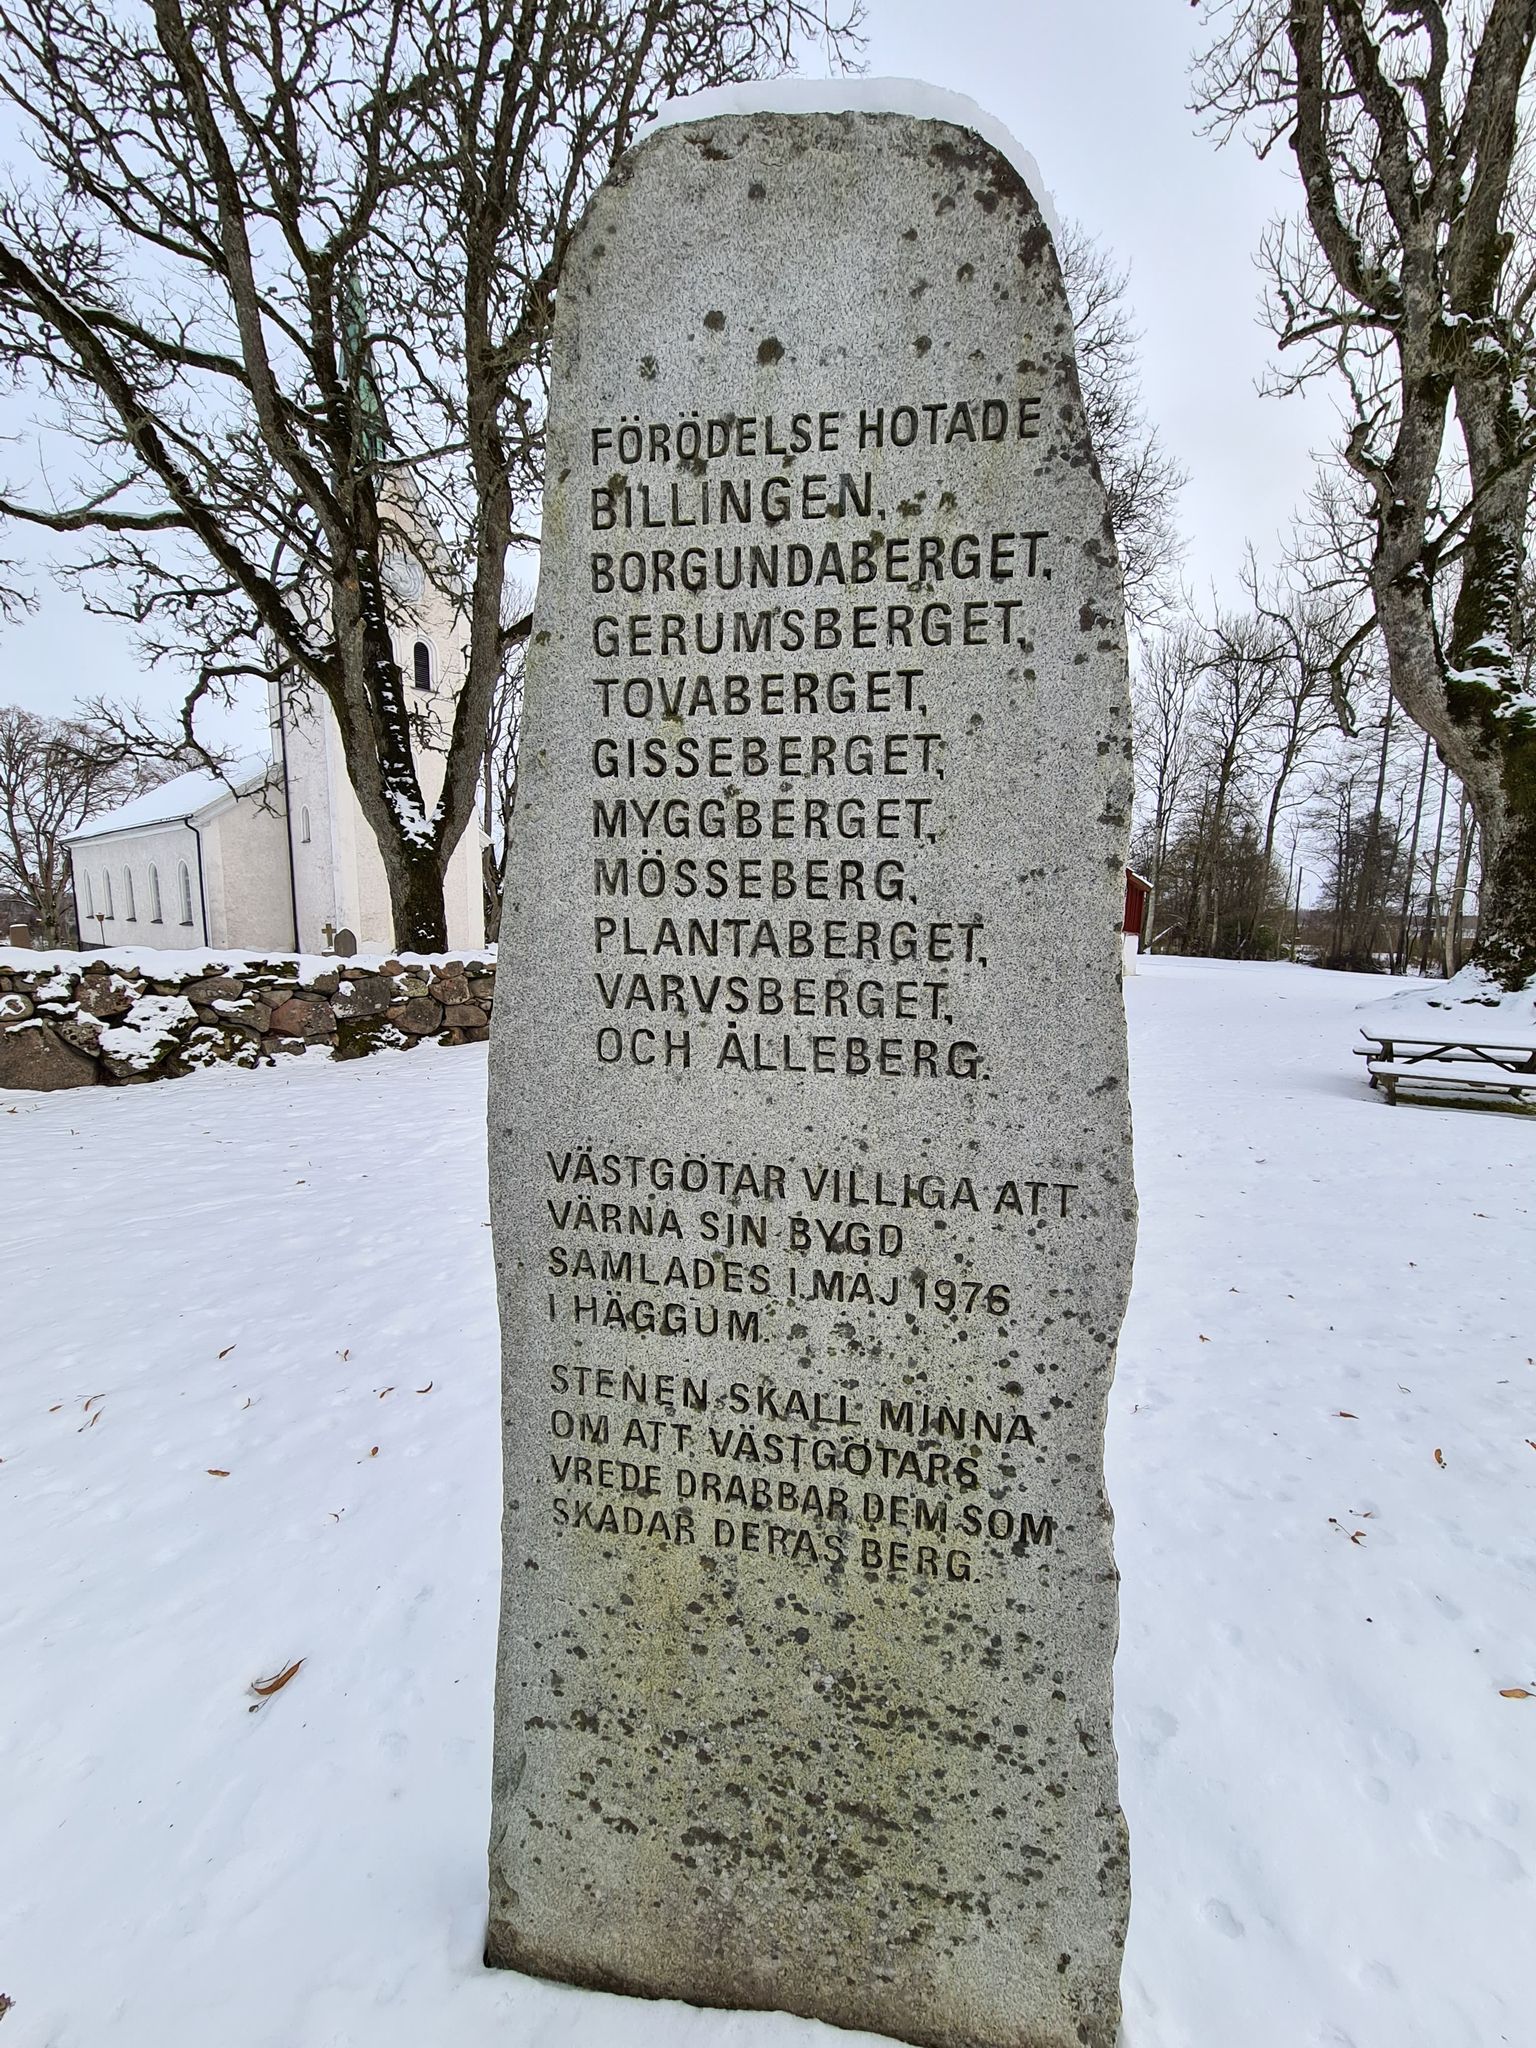 FÖRÖDELSE HOTADE
BILLINGEN,
BORGUNDABERGET,
GERUMSBERGET,
TOVABERGET,
GISSEBERGET,
MYGGBERGET,
MÖSSEBERG,
PLANTABERGET,
VARVSBERGET,
OCH ÅLLEBERG.
VÄSTGÖTAR VILLIGA ATT
VÄRNA SIN BYGD
SAMLADES I MAJ 1976
I HÄGGUM.
STENEN SKALL MINNA
OM ATT VÄSTGÖTARS
VREDE DRABBAR DEM SOM
SKADAR DERAS BERG.